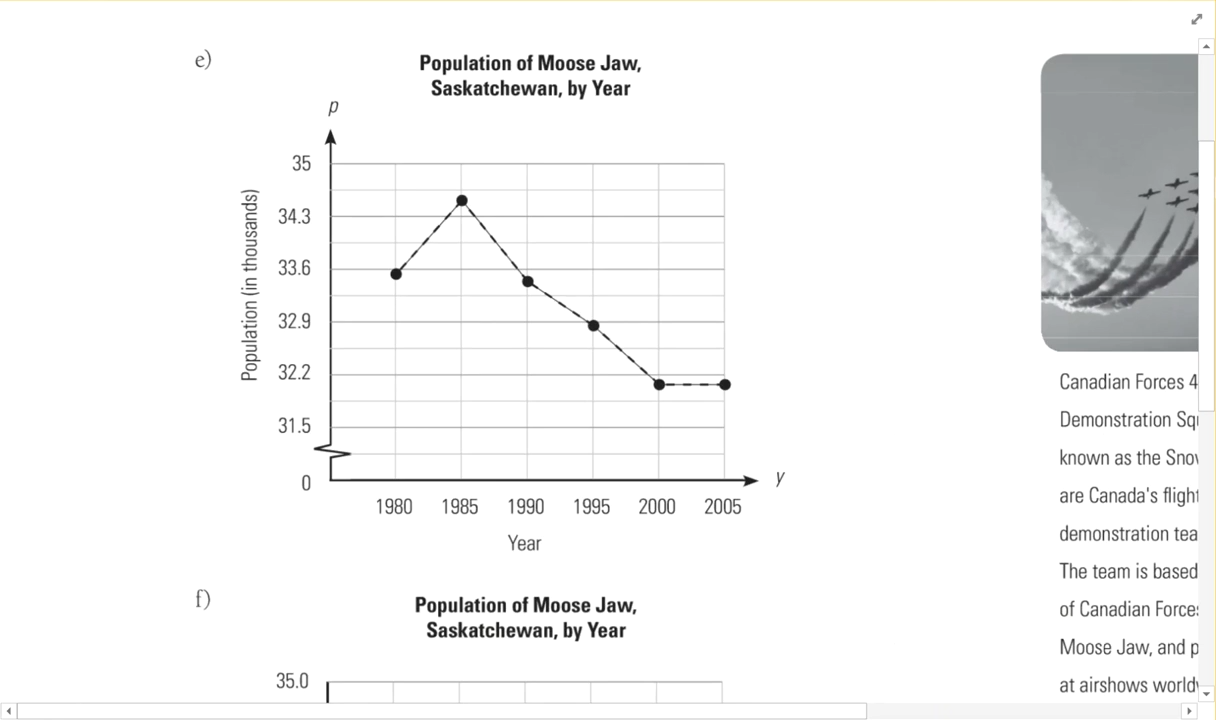 e)
Population of Moose Jaw,
Saskatchewan, by Year
p
Population (in thousands)
35
34.3
33.6
32.9
32.2
31.5
0
y
1980 1985 1990 1995 2000 2005
Year
f)
Population of Moose Jaw,
Saskatchewan, by Year
35.0
Canadian Forces 4
Demonstration Sq
known as the Sno
are Canada's flight
demonstration tea
The team is based
of Canadian Forces
Moose Jaw, and p
at airshows world